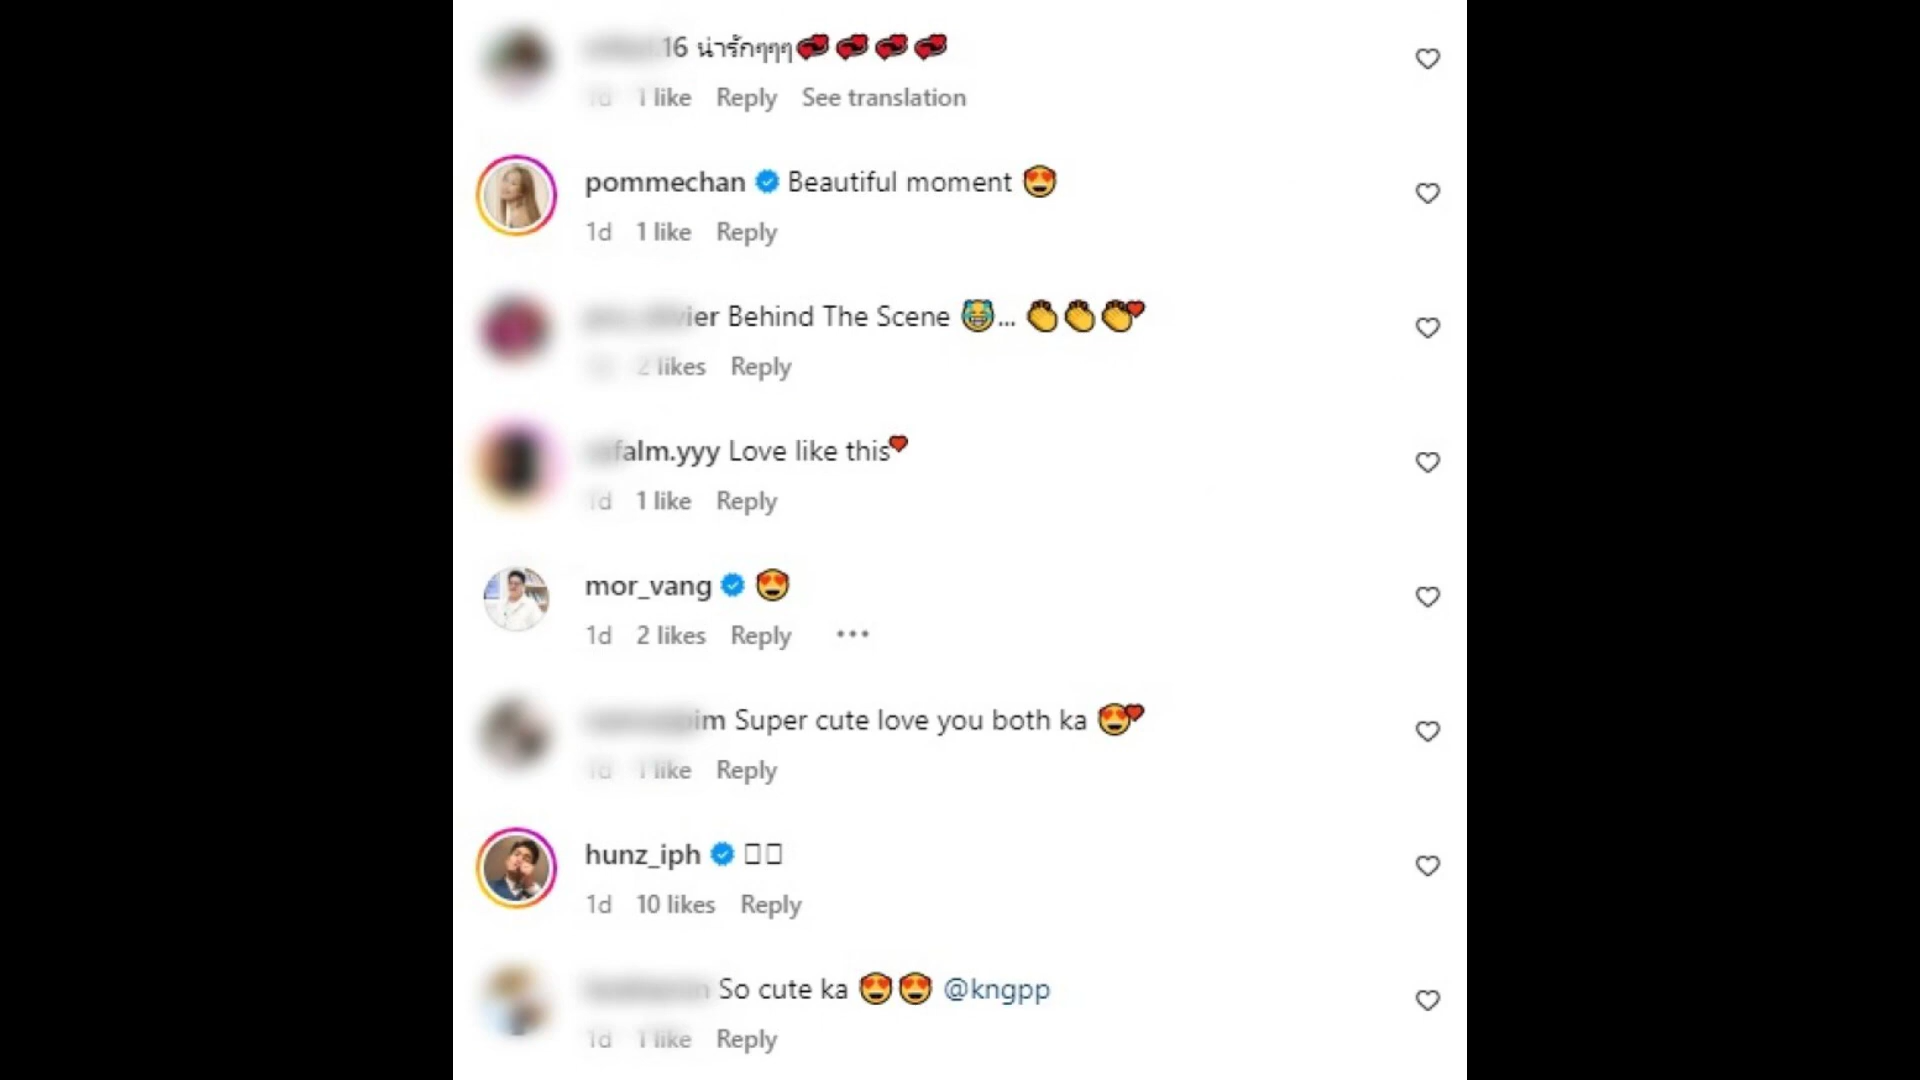 16 น่ารักๆๆๆ💞💞💞💞
1 like Reply See translation
pommechan Beautiful moment 😍
1d 1 like Reply
ier Behind The Scene 😹... 👏👏👏❤
2 likes Reply
falm.yyy Love like this❤
1d 1 like Reply
mor_vang 😍
1d 2 likes Reply •••
im Super cute love you both ka 😍❤
1d 1 like Reply
hunz_iph
1d 10 likes Reply
So cute ka 😍😍 @kngpp
1d 1 like Reply